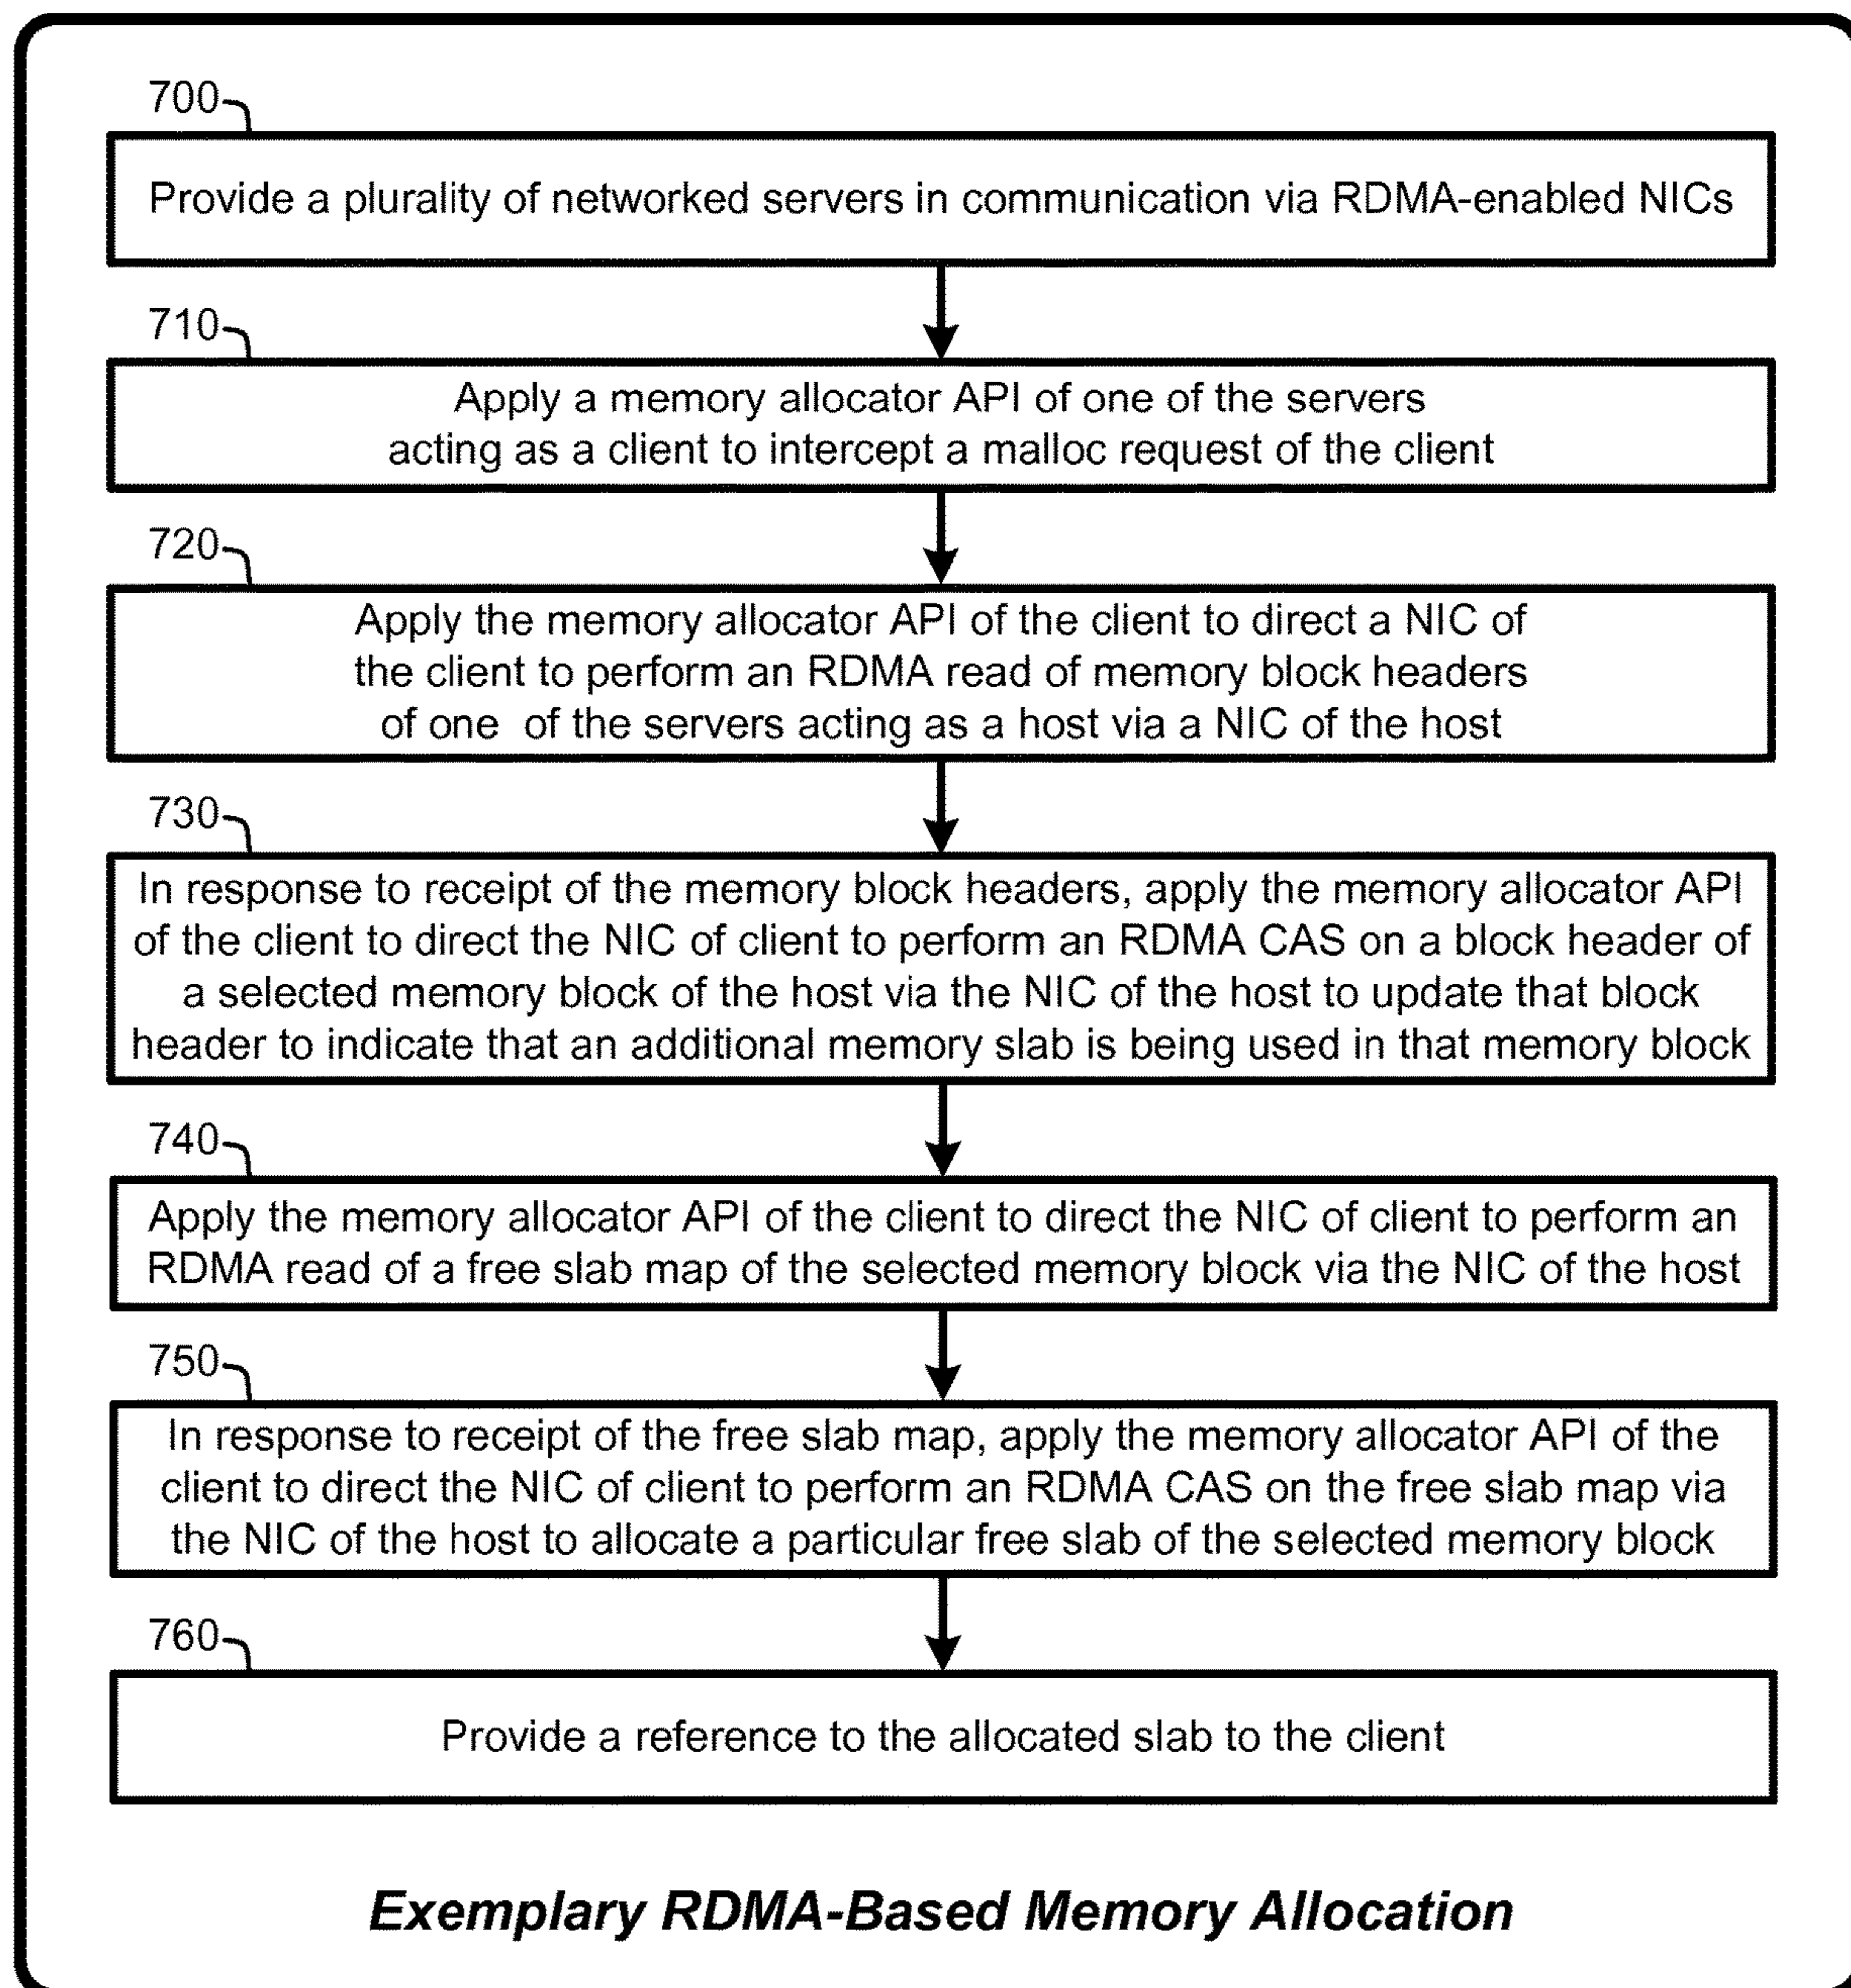 700
Provide a plurality of networked servers in communication via RDMA-enabled NICs
710
Apply a memory allocator API of one of the servers
acting as a client to intercept a malloc request of the client
720
Apply the memory allocator API of the client to direct a NIC of
the client to perform an RDMA read of memory block headers
of one of the servers acting as a host via a NIC of the host
730
In response to receipt of the memory block headers, apply the memory allocator API
of the client to direct the NIC of client to perform an RDMA CAS on a block header of
a selected memory block of the host via the NIC of the host to update that block
header to indicate that an additional memory slab is being used in that memory block
740
Apply the memory allocator API of the client to direct the NIC of client to perform an
RDMA read of a free slab map of the selected memory block via the NIC of the host
750
In response to receipt of the free slab map, apply the memory allocator API of the
client to direct the NIC of client to perform an RDMA CAS on the free slab map via
the NIC of the host to allocate a particular free slab of the selected memory block
760
Provide a reference to the allocated slab to the client
Exemplary RDMA-Based Memory Allocation